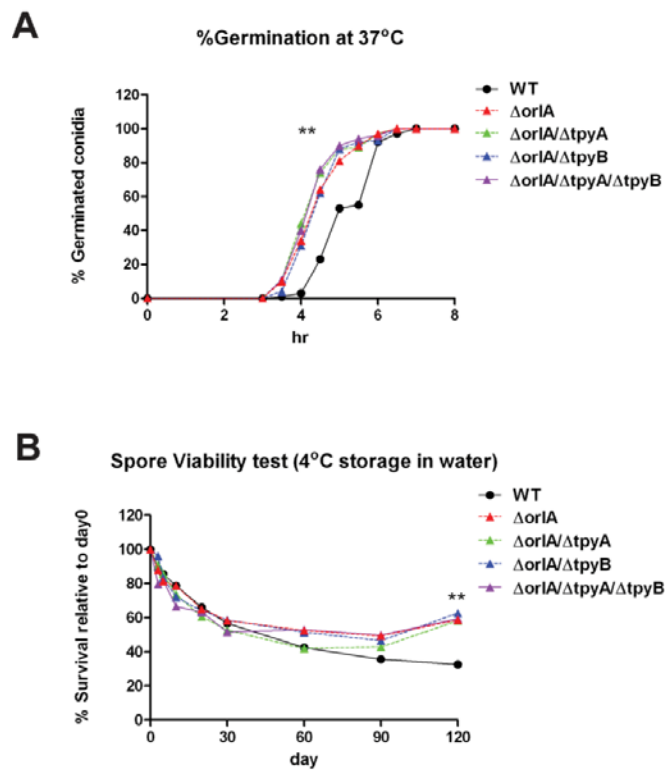 A
%Germination at 37°C
% Germinated conidia
120
100
80
60
40
20
0
0 2 4 6 8
hr
**
WT
ΔorlA
ΔorlA/ΔtpyA
ΔorlA/ΔtpyB
ΔorlA/ΔtpyA/ΔtpyB
B
Spore Viability test (4°C storage in water)
% Survival relative to day0
120
100
80
60
40
20
0
0 30 60 90 120
day
**
WT
ΔorlA
ΔorlA/ΔtpyA
ΔorlA/ΔtpyB
ΔorlA/ΔtpyA/ΔtpyB